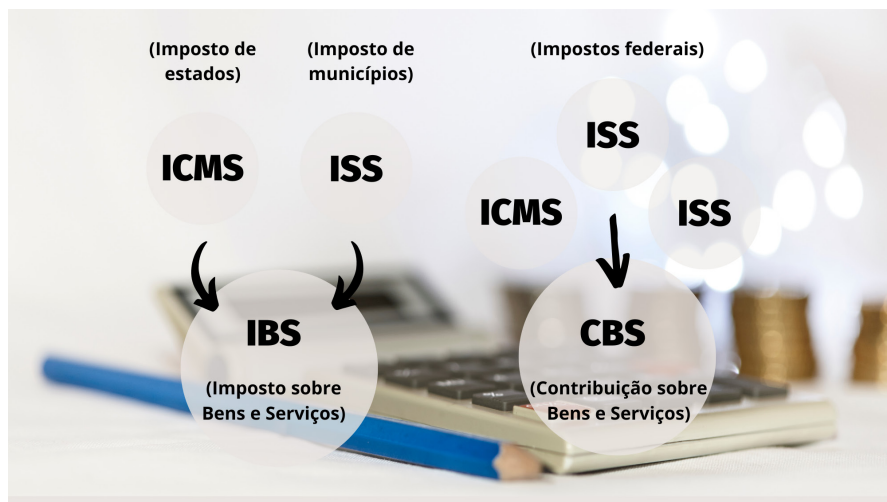 (Imposto de
estados)
(Imposto de
municípios)
ICMS
ISS
IBS
(Imposto sobre
Bens e Serviços)
(Impostos federais)
ISS
ICMS
ISS
CBS
(Contribuição sobre
Bens e Serviços)